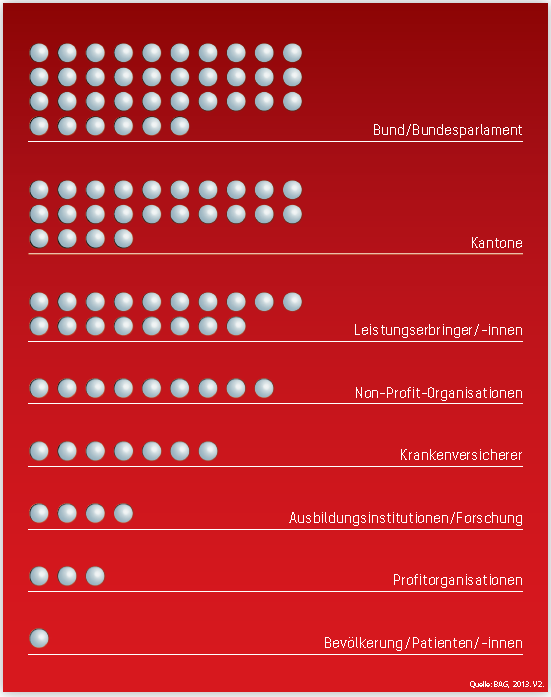 Bund/Bundesparlament
Kantone
Leistungserbringer/-innen
Non-Profit-Organisationen
Krankenversicherer
Ausbildungsinstitutionen/Forschung
Profitorganisationen
Bevölkerung/Patienten/-innen
Quelle: BAG, 2013. V2.